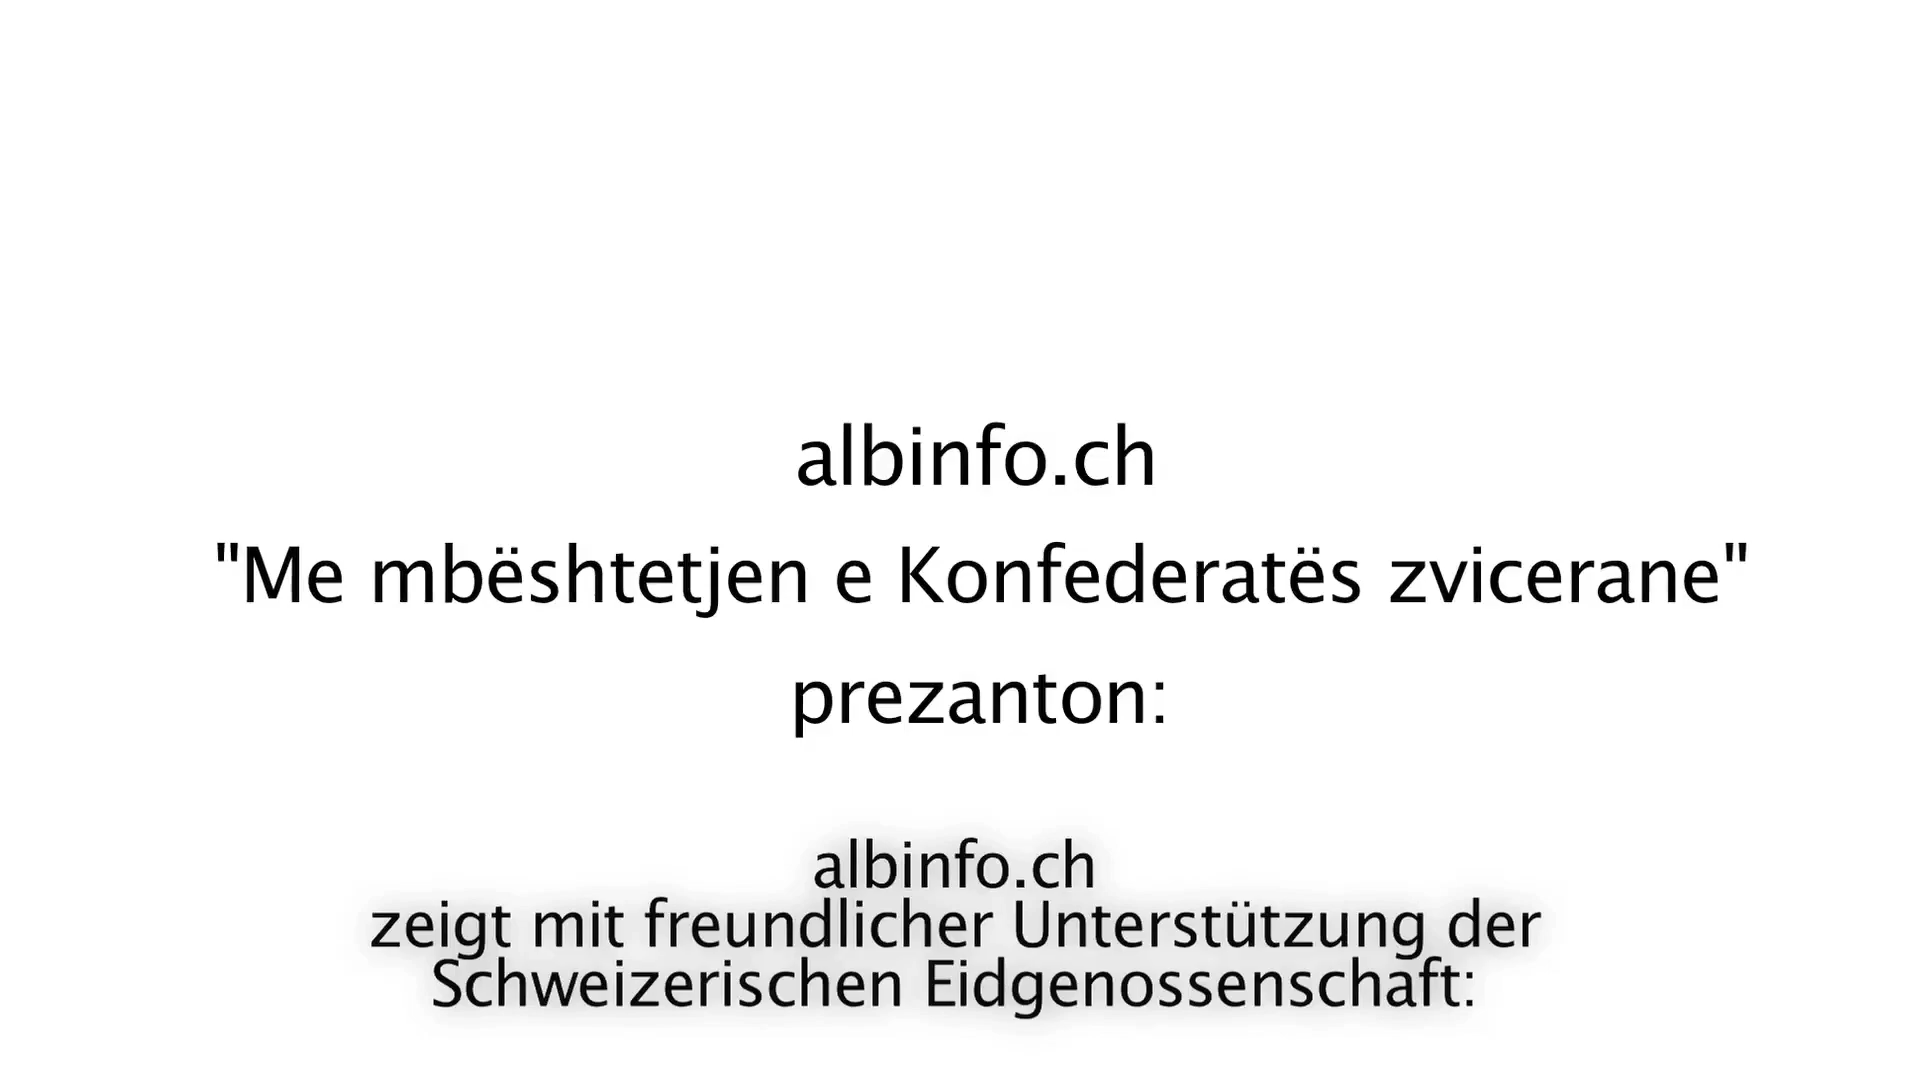 albinfo.ch
"Me mbështetjen e Konfederatës zvicerane"
prezanton:
albinfo.ch
zeigt mit freundlicher Unterstützung der
Schweizerischen Eidgenossenschaft: